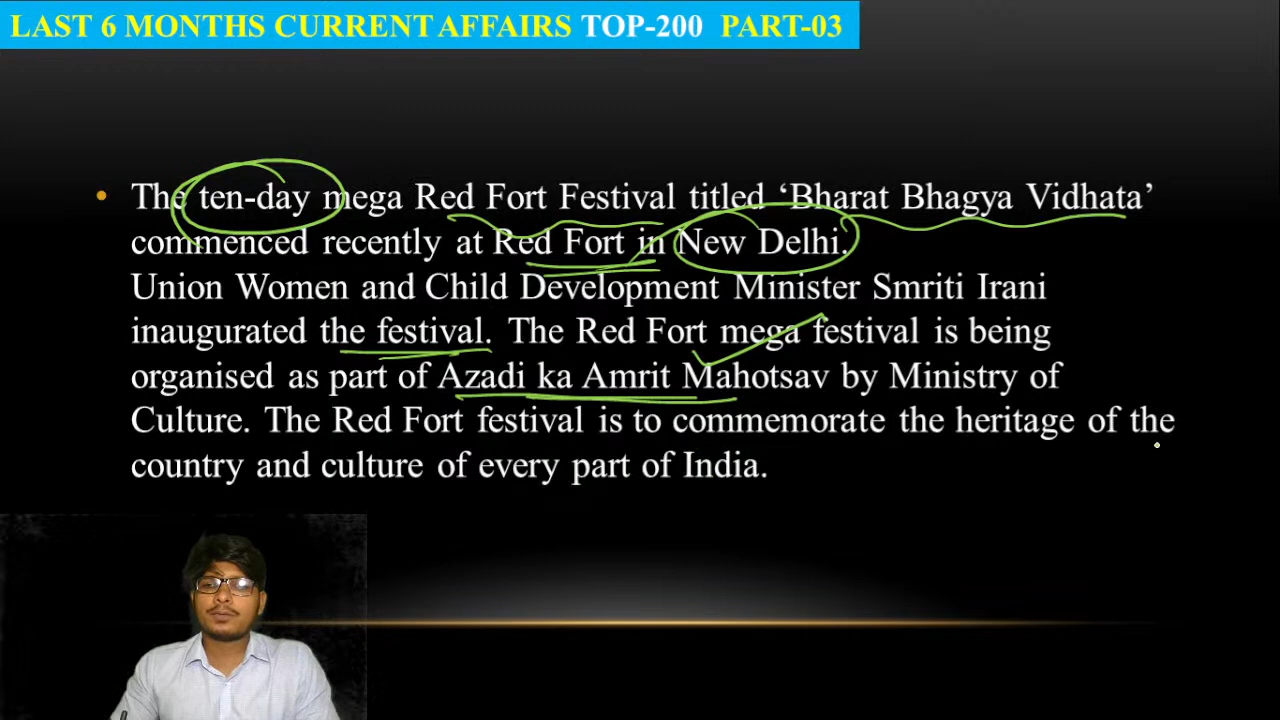 LAST 6 MONTHS CURRENT AFFAIRS TOP-200 PART-03
• The ten-day mega Red Fort Festival titled ‘Bharat Bhagya Vidhata’
commenced recently at Red Fort in New Delhi.
Union Women and Child Development Minister Smriti Irani
inaugurated the festival. The Red Fort mega festival is being
organised as part of Azadi ka Amrit Mahotsav by Ministry of
Culture. The Red Fort festival is to commemorate the heritage of the
country and culture of every part of India.